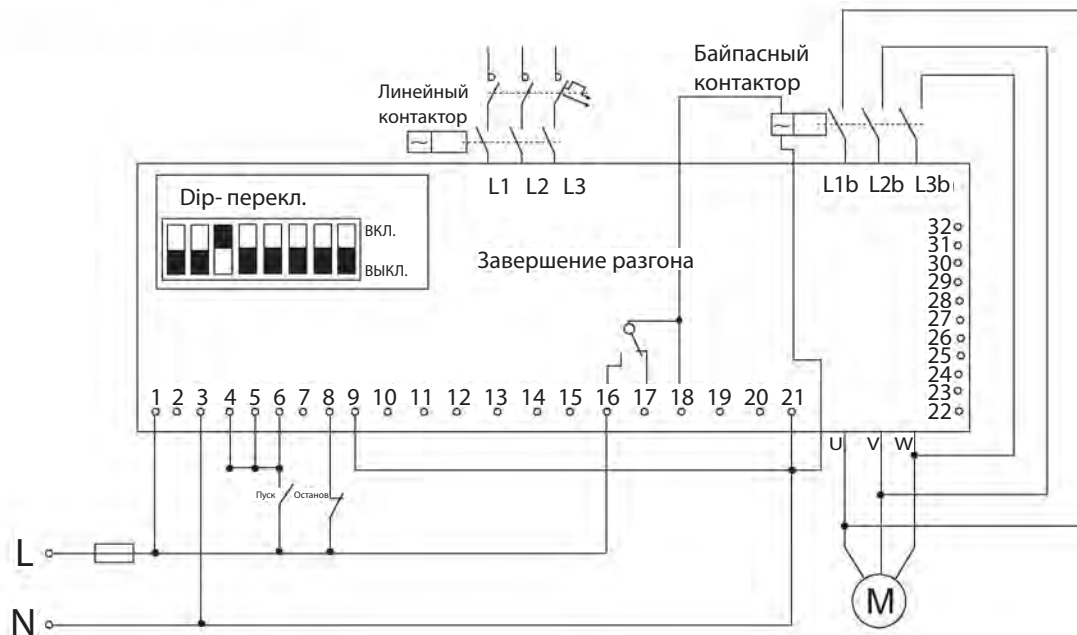 Линейный
контактор
Байпасный
контактор
L1 L2 L3
L1b L2b L3b
Dip- перекл.
ВКЛ.
ВЫКЛ.
Завершение разгона
32
31
30
29
28
27
26
25
24
23
22
1 2 3 4 5 6 7 8 9 10 11 12 13 14 15 16 17 18 19 20 21
U V W
Пуск Останов
L
N
M